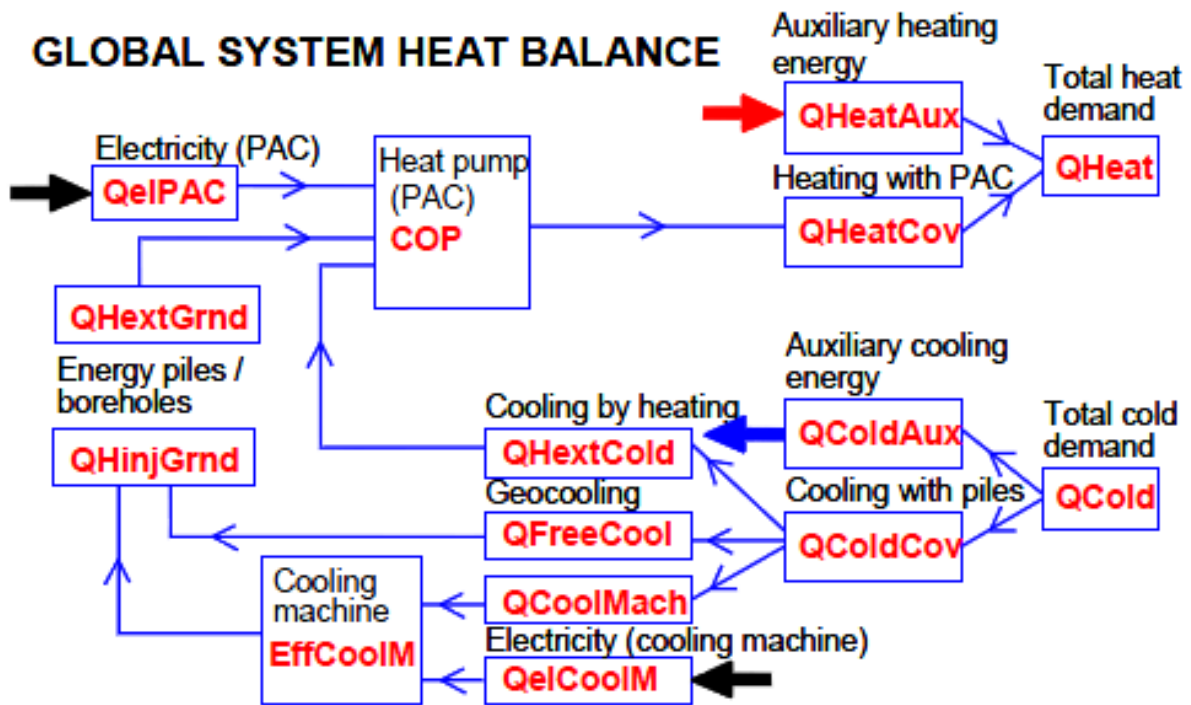 GLOBAL SYSTEM HEAT BALANCE
Auxiliary heating
energy
QHeatAux
Total heat
demand
QHeat
Electricity (PAC)
QelPAC
Heat pump
(PAC)
COP
Heating with PAC
QHeatCov
QHextGrnd
Energy piles /
boreholes
QHinjGrnd
Auxiliary cooling
energy
QColdAux
Total cold
demand
QCold
Cooling by heating
QHextCold
Geocooling
QFreeCool
Cooling with piles
QColdCov
Cooling
machine
EffCoolM
QCoolMach
Electricity (cooling machine)
QelCoolM